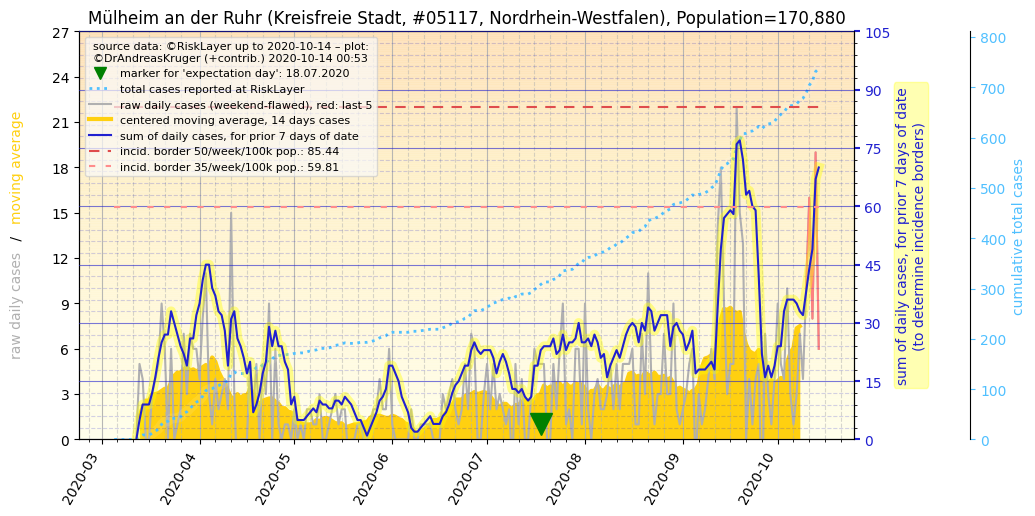 Mülheim an der Ruhr (Kreisfreie Stadt, #05117, Nordrhein-Westfalen), Population=170,880
source data: ©RiskLayer up to 2020-10-14 – plot:
©DrAndreasKruger (+contrib.) 2020-10-14 00:53
marker for 'expectation day': 18.07.2020
total cases reported at RiskLayer
raw daily cases (weekend-flawed), red: last 5
centered moving average, 14 days cases
sum of daily cases, for prior 7 days of date
incid. border 50/week/100k pop.: 85.44
incid. border 35/week/100k pop.: 59.81
raw daily cases / moving average
27
24
21
18
15
12
9
6
3
0
2020-03
2020-04
2020-05
2020-06
2020-07
2020-08
2020-09
2020-10
105
90
75
60
45
30
15
0
sum of daily cases, for prior 7 days of date
(to determine incidence borders)
800
700
600
500
400
300
200
100
0
cumulative total cases